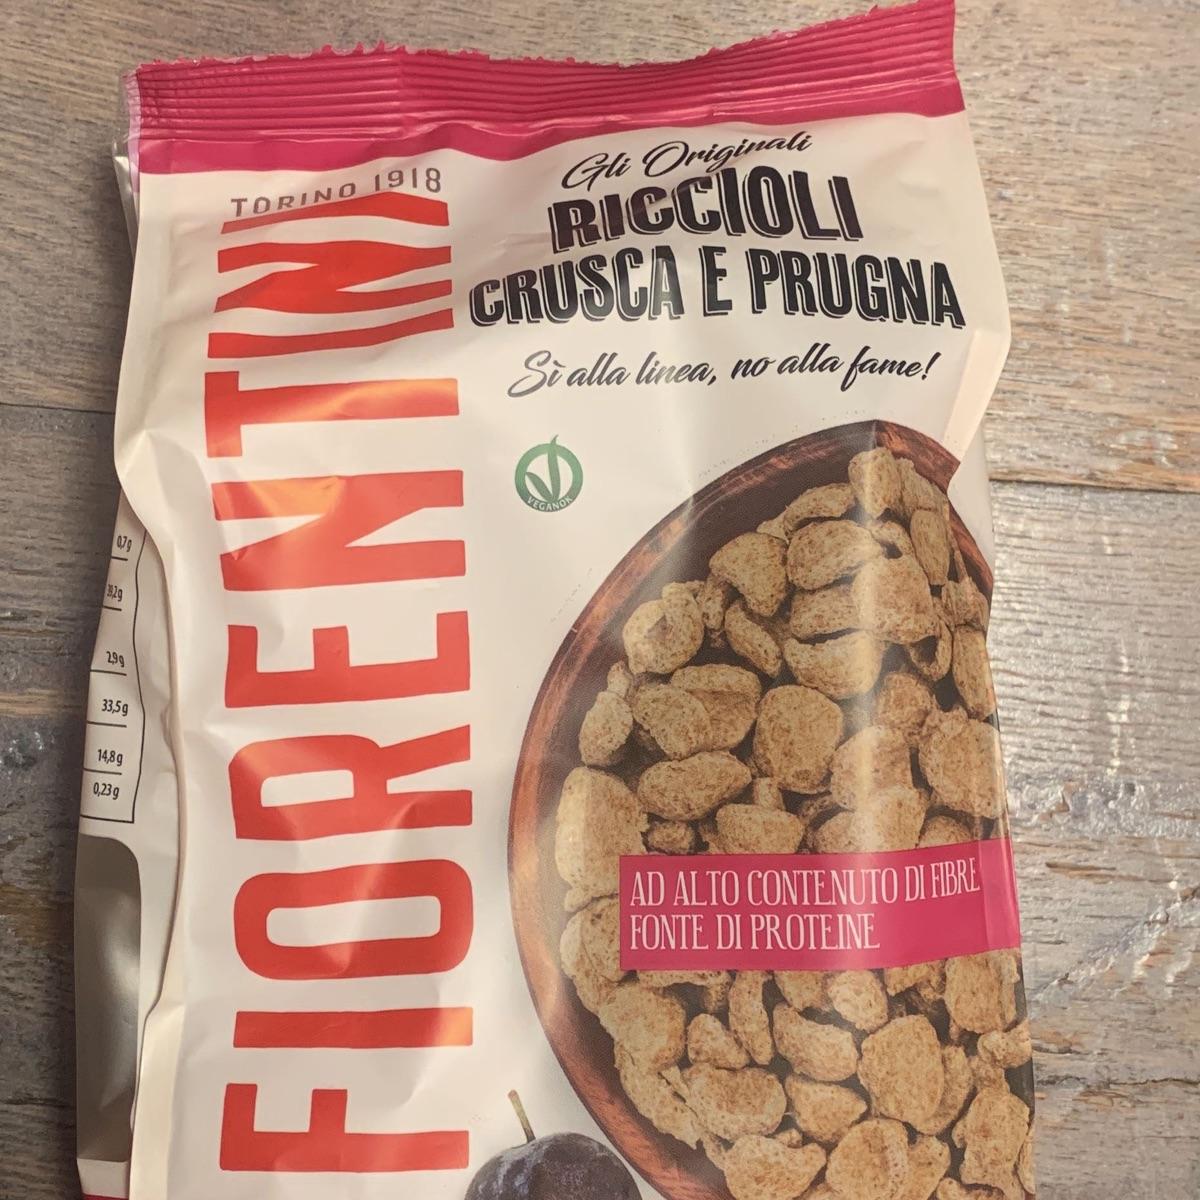 TORINO 1918
FIORENTINI
Gli Originali
RICCIOLI
CRUSCA E PRUGNA
Sì alla linea, no alla fame!
VEGANOK
AD ALTO CONTENUTO DI FIBRE
FONTE DI PROTEINE
0,7g
39,2g
2,9g
33,5g
14,8g
0,23g